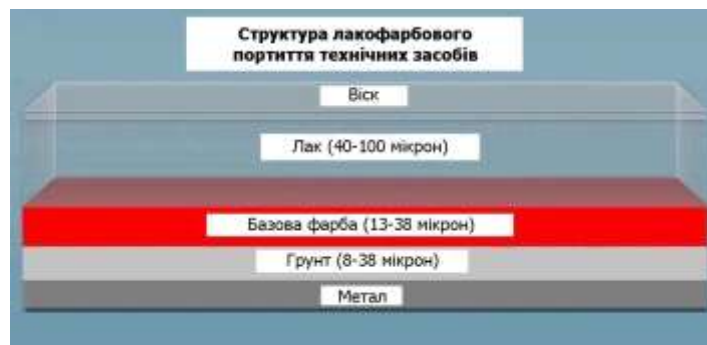 Структура лакофарбового
портиття технічних засобів
Віск
Лак (40-100 мікрон)
Базова фарба (13-38 мікрон)
Грунт (8-38 мікрон)
Метал